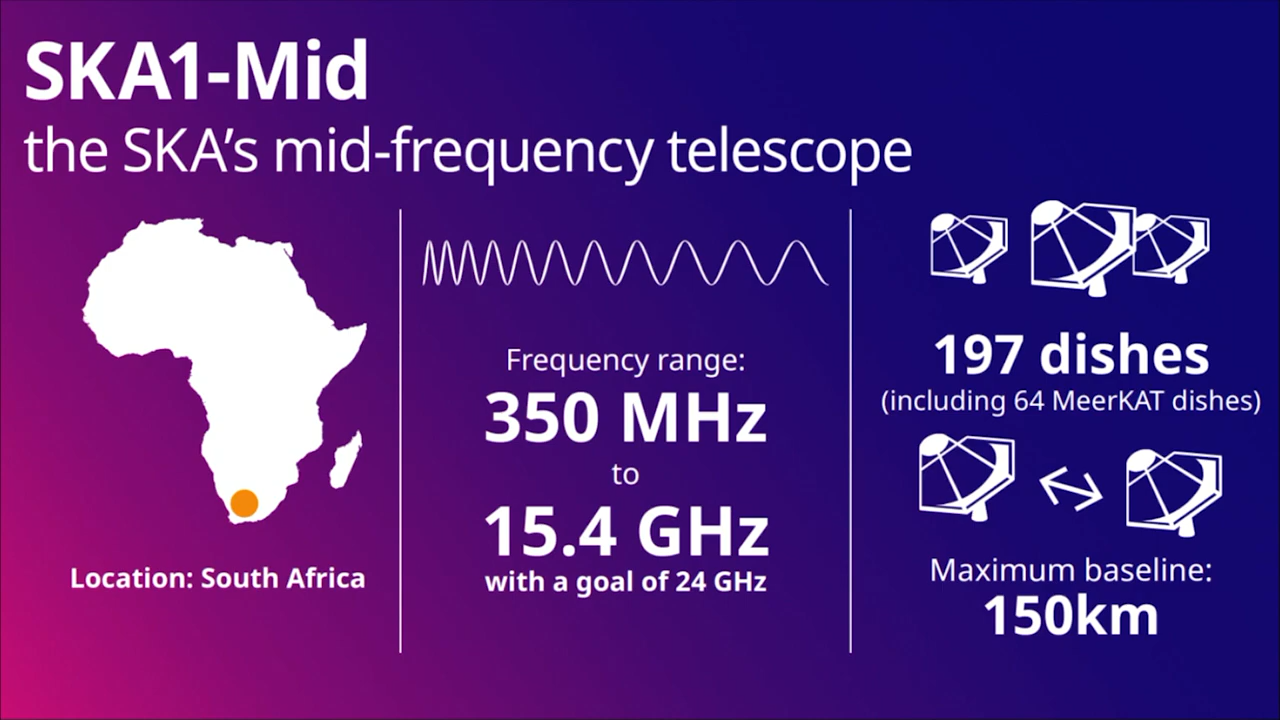 SKA1-Mid
the SKA’s mid-frequency telescope
Location: South Africa
Frequency range:
350 MHz
to
15.4 GHz
with a goal of 24 GHz
197 dishes
(including 64 MeerKAT dishes)
Maximum baseline:
150km